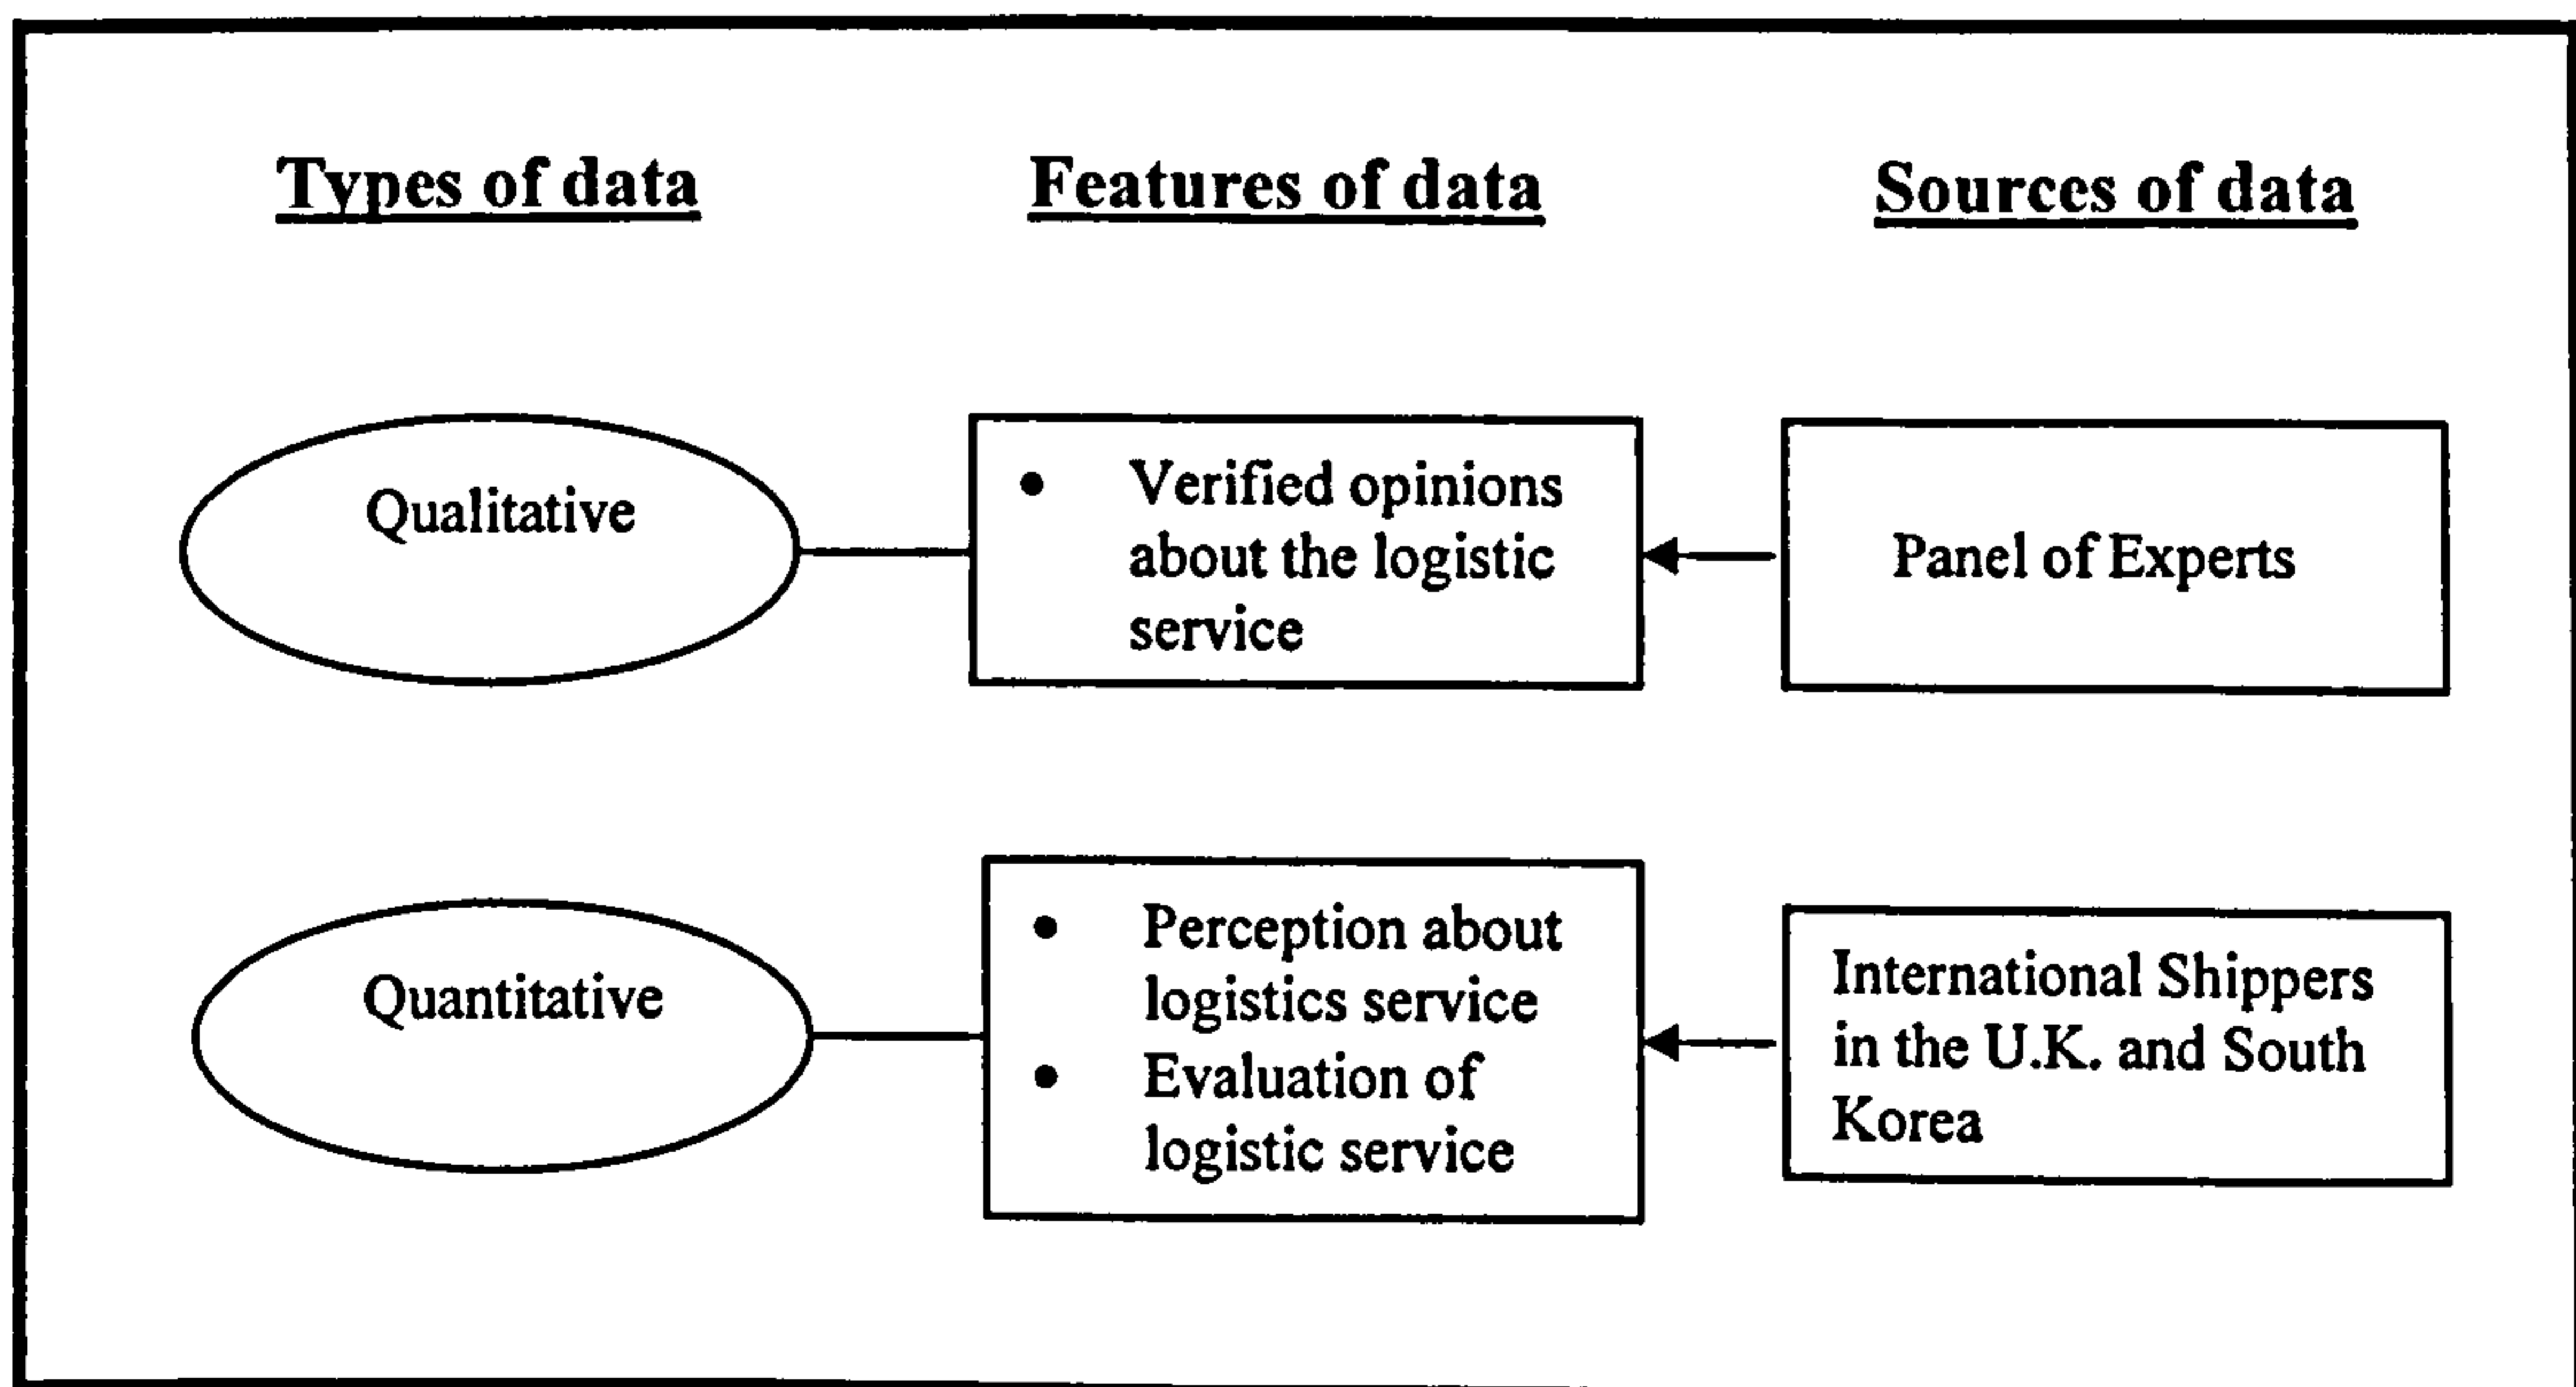 Types of data
Features of data
Sources of data
Qualitative
• Verified opinions
about the logistic
service
Panel of Experts
Quantitative
• Perception about
logistics service
• Evaluation of
logistic service
International Shippers
in the U.K. and South
Korea